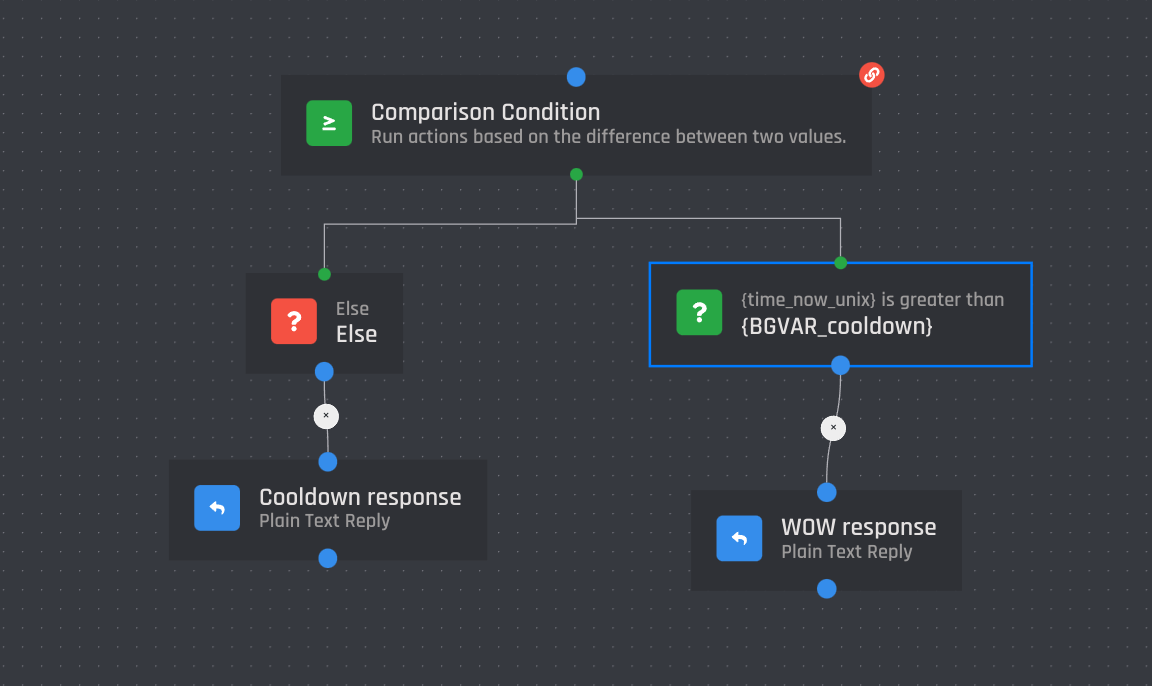 Comparison Condition
Run actions based on the difference between two values.
Else
Else
{time_now_unix} is greater than
{BGVAR_cooldown}
Cooldown response
Plain Text Reply
WOW response
Plain Text Reply